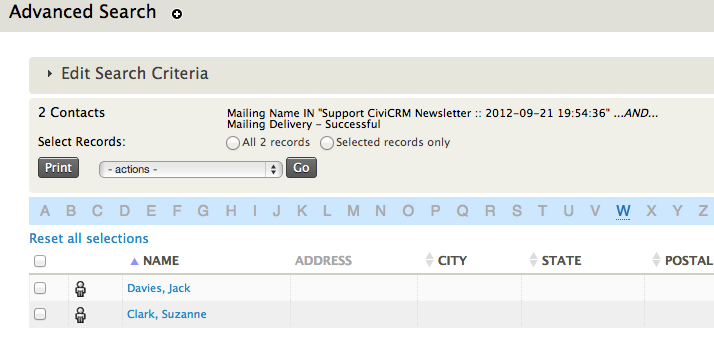 Advanced Search
Edit Search Criteria
2 Contacts
Mailing Name IN "Support CiviCRM Newsletter :: 2012-09-21 19:54:36" ...AND...
Mailing Delivery - Successful
Select Records:
All 2 records Selected records only
Print - actions - Go
A B C D E F G H I J K L M N O P Q R S T U V W X Y Z
Reset all selections
NAME ADDRESS CITY STATE POSTAL
Davies, Jack
Clark, Suzanne